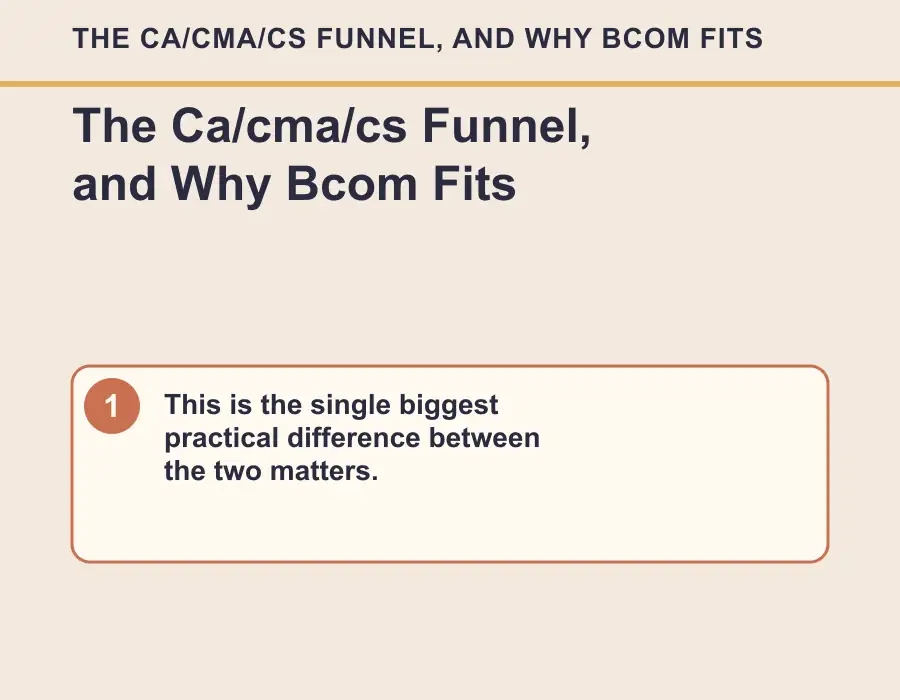 THE CA/CMA/CS FUNNEL, AND WHY BCOM FITS
The Ca/cma/cs Funnel,
and Why Bcom Fits
1
This is the single biggest
practical difference between
the two matters.